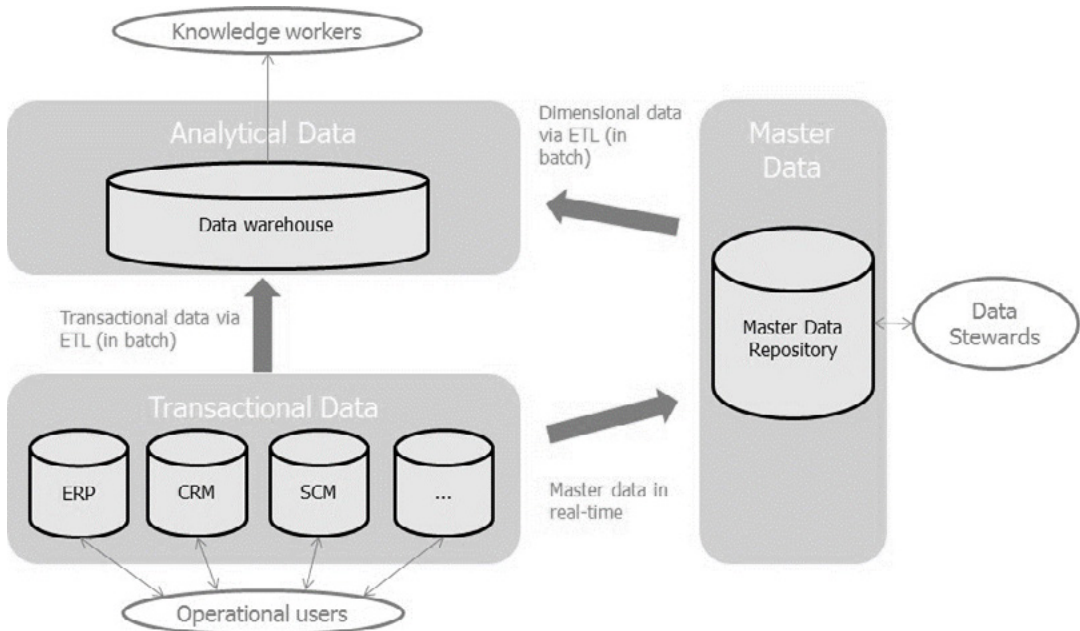 Knowledge workers
Analytical Data
Data warehouse
Dimensional data
via ETL (in
batch)
Master
Data
Master Data
Repository
Data
Stewards
Transactional data via
ETL (in batch)
Transactional Data
ERP
CRM
SCM
...
Master data in
real-time
Operational users